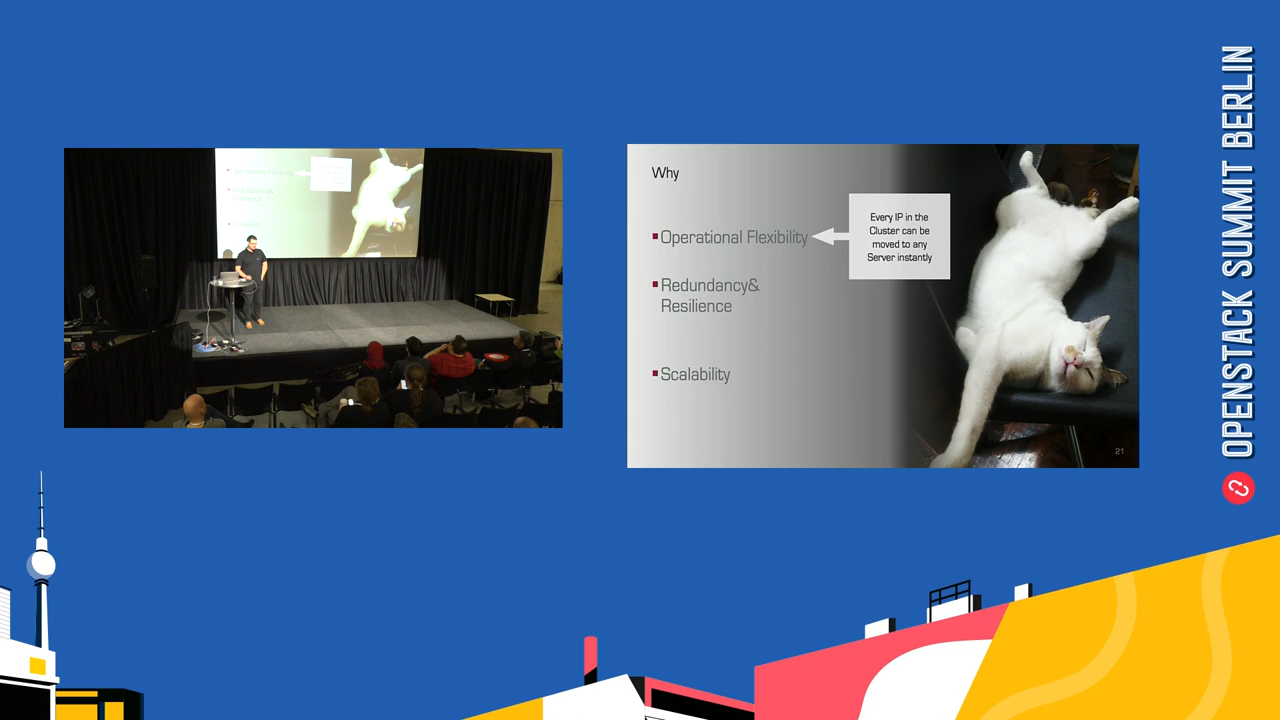 Why
Operational Flexibility
Every IP in the
Cluster can be
moved to any
Server instantly
Redundancy&
Resilience
Scalability
21
OPENSTACK SUMMIT BERLIN